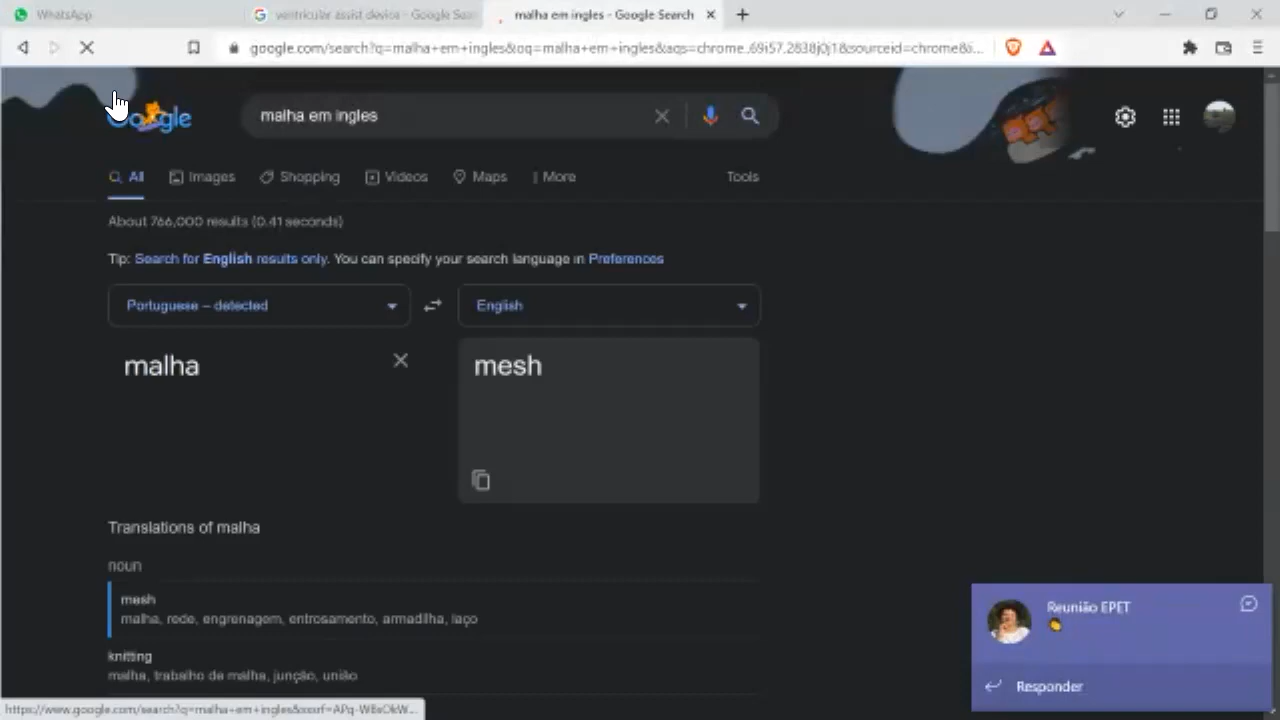 WhatsApp
ventricular assist device - Google Sear
malha em ingles - Google Search
google.com/search?q=malha+em+ingles&oq=malha+em+ingles&aqs=chrome..69i57.2838j0j1&sourceid=chrome&i...
Google
malha em ingles
All
Images
Shopping
Videos
Maps
More
Tools
About 766,000 results (0.41 seconds)
Tip: Search for English results only. You can specify your search language in Preferences
Portuguese – detected
English
malha
mesh
Translations of malha
noun
mesh
malha, rede, engrenagem, entrosamento, armadilha, laço
knitting
malha, trabalho de malha, junção, união
Reunião EPET
Responder